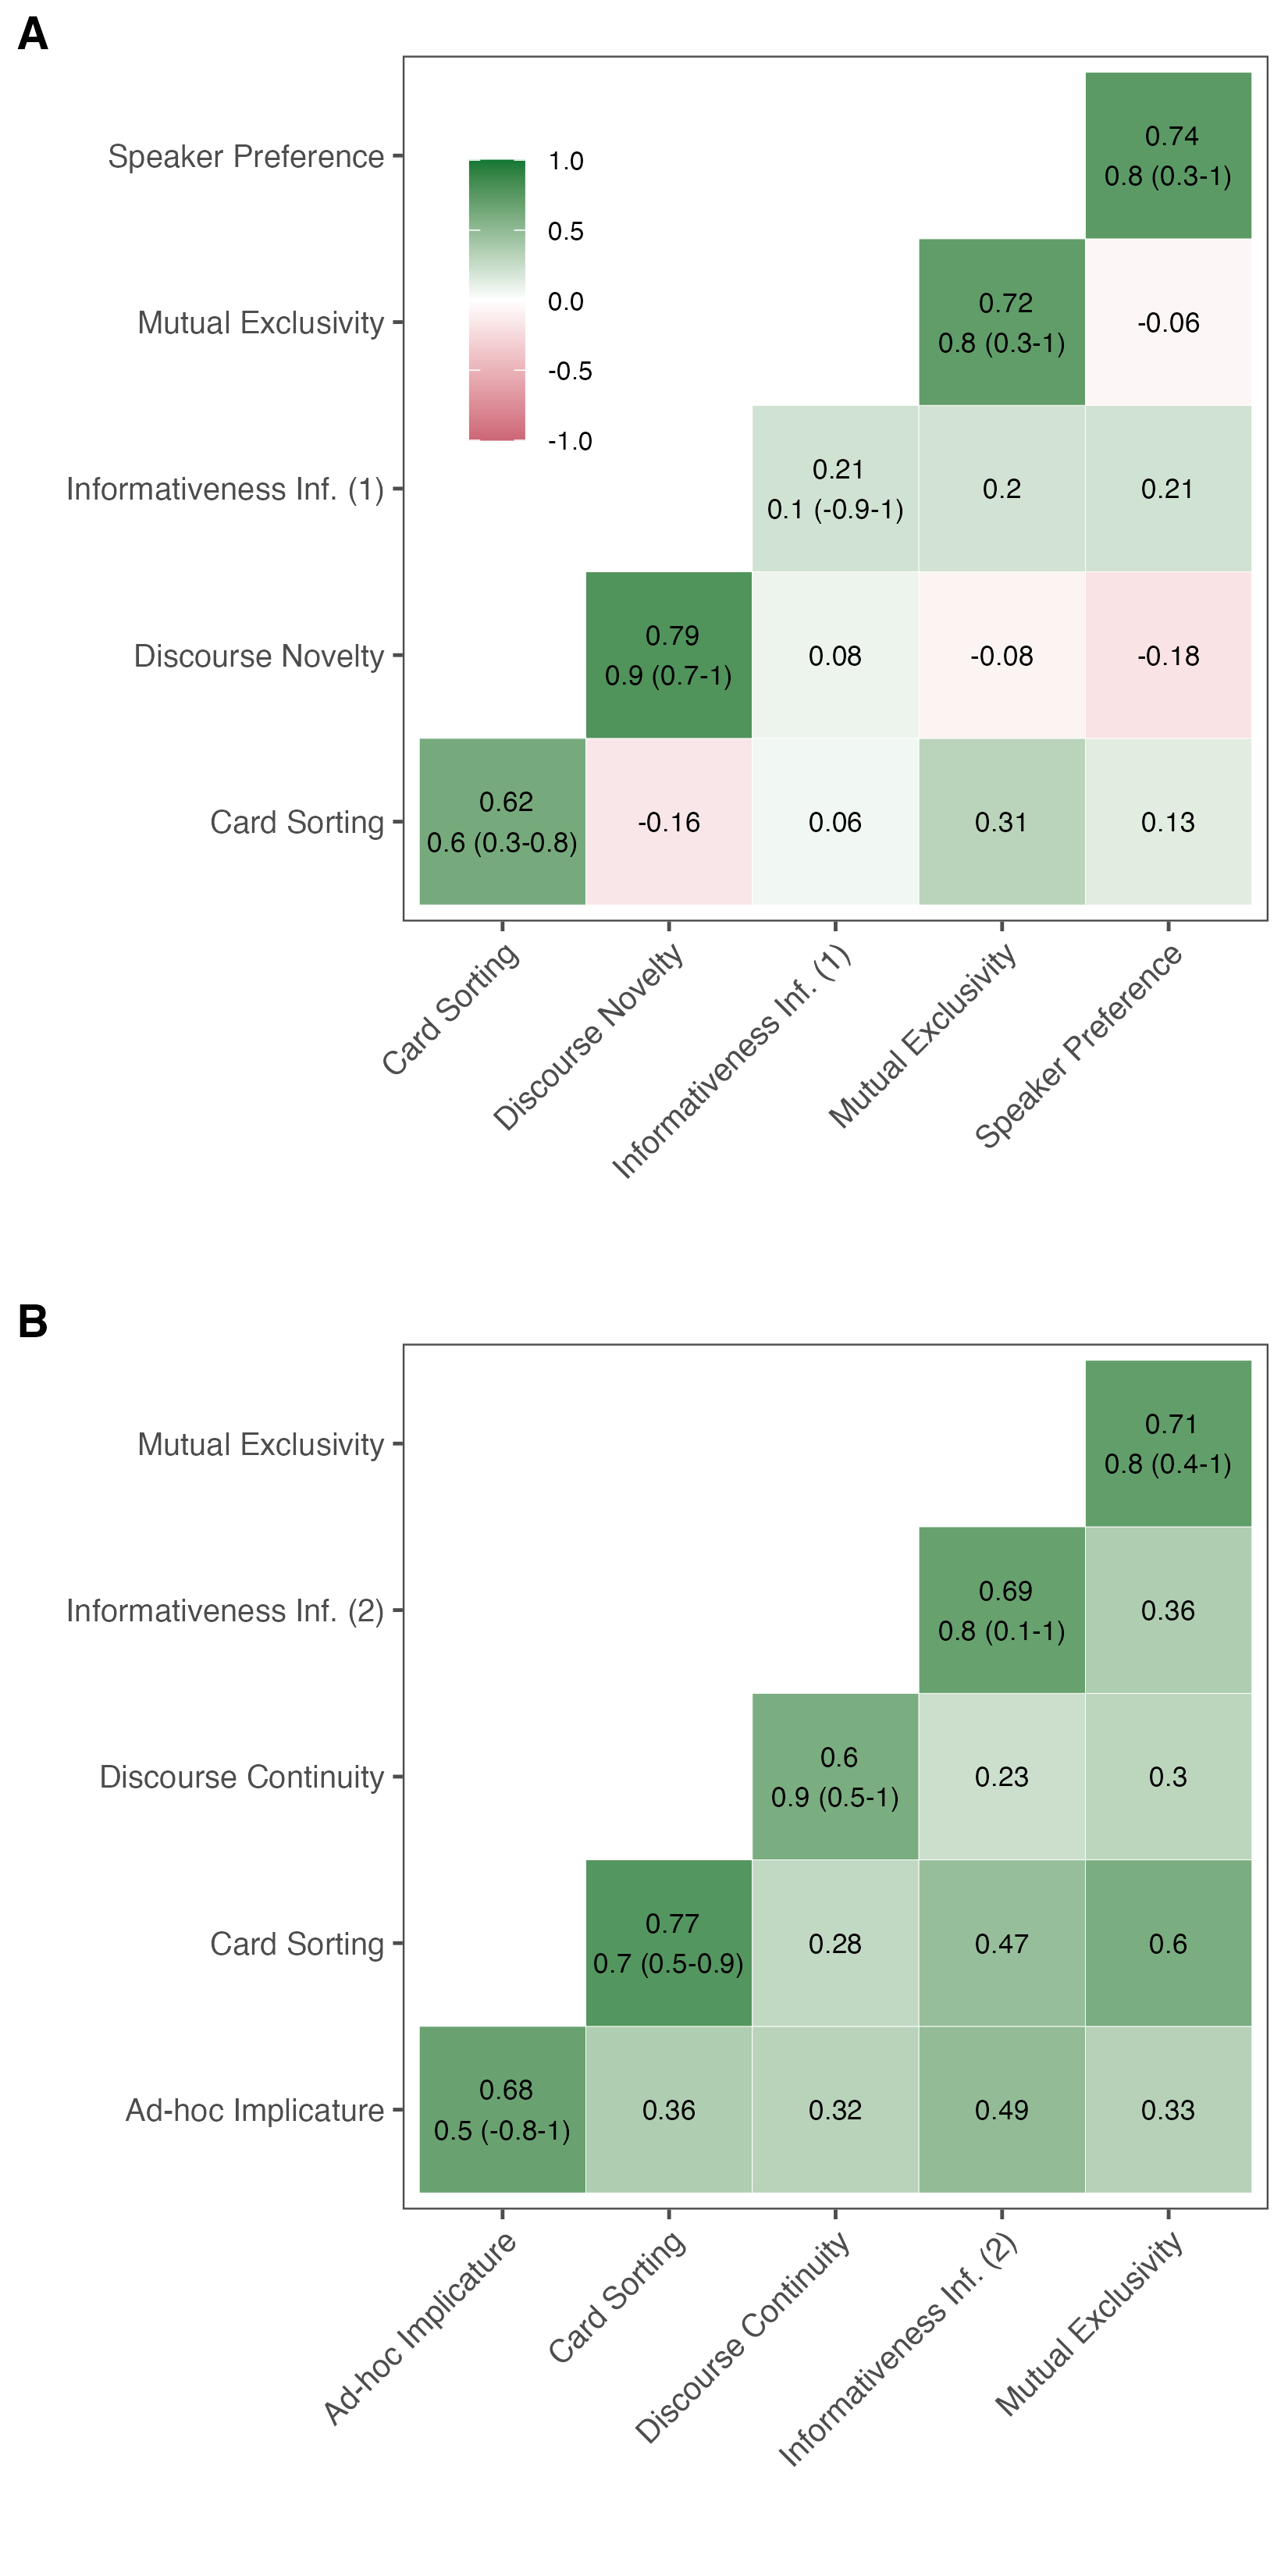 A
Speaker Preference
Mutual Exclusivity
Informativeness Inf. (1)
Discourse Novelty
Card Sorting
1.0
0.5
0.0
-0.5
-1.0
0.74
0.8 (0.3-1)
0.72
0.8 (0.3-1)
-0.06
0.21
0.1 (-0.9-1)
0.2
0.21
0.79
0.9 (0.7-1)
0.08
-0.08
-0.18
0.62
0.6 (0.3-0.8)
-0.16
0.06
0.31
0.13
Card Sorting
Discourse Novelty
Informativeness Inf. (1)
Mutual Exclusivity
Speaker Preference
B
Mutual Exclusivity
Informativeness Inf. (2)
Discourse Continuity
Card Sorting
Ad-hoc Implicature
0.71
0.8 (0.4-1)
0.69
0.8 (0.1-1)
0.36
0.6
0.9 (0.5-1)
0.23
0.3
0.77
0.7 (0.5-0.9)
0.28
0.47
0.6
0.68
0.5 (-0.8-1)
0.36
0.32
0.49
0.33
Ad-hoc Implicature
Card Sorting
Discourse Continuity
Informativeness Inf. (2)
Mutual Exclusivity